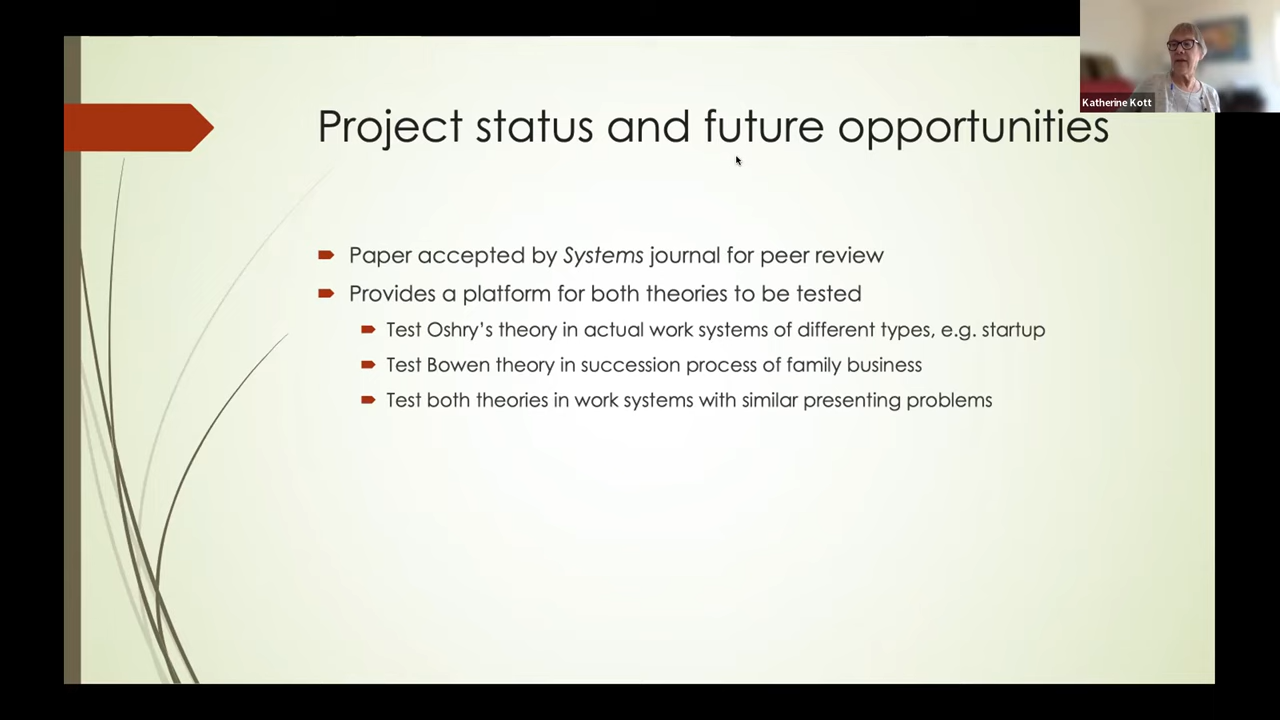 Katherine Kott
Project status and future opportunities
Paper accepted by Systems journal for peer review
Provides a platform for both theories to be tested
Test Oshry’s theory in actual work systems of different types, e.g. startup
Test Bowen theory in succession process of family business
Test both theories in work systems with similar presenting problems